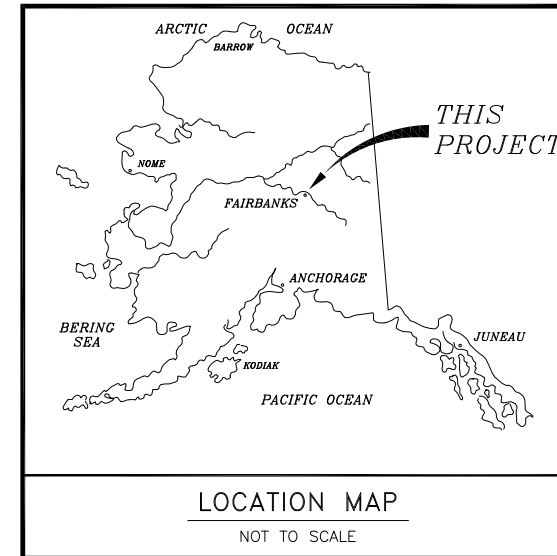 ARCTIC OCEAN
BARROW
THIS
PROJECT
NOME
FAIRBANKS
ANCHORAGE
BERING
SEA
JUNEAU
KODIAK
PACIFIC OCEAN
LOCATION MAP
NOT TO SCALE